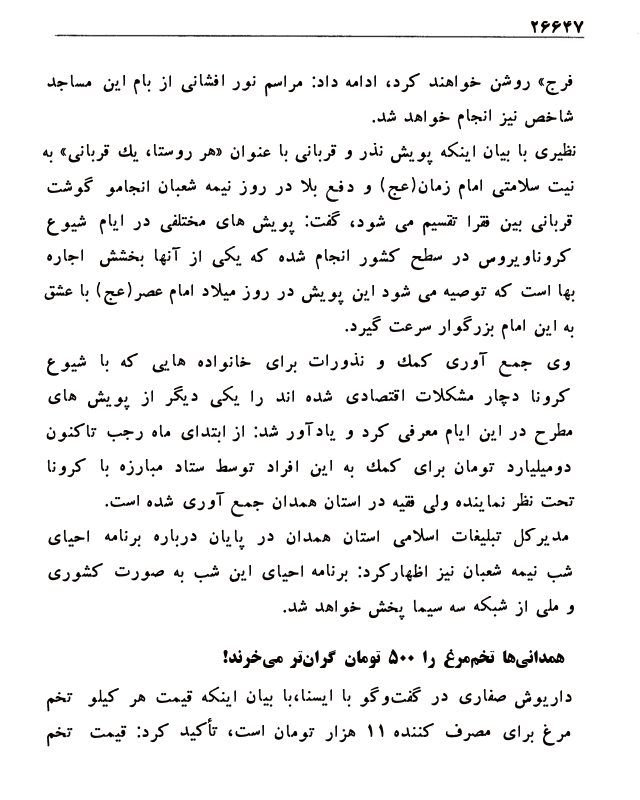 ۲۶۶۴۷
فرج» روشن خواهند کرد، ادامه داد: مراسم نور افشانی از بام این مساجد
شاخص نیز انجام خواهد شد.
نظیری با بیان اینکه پویش نذر و قربانی با عنوان «هر روستا، یك قربانی» به
نیت سلامتی امام زمان(عج) و دفع بلا در روز نیمه شعبان انجامو گوشت
قربانی بین فقرا تقسیم می شود، گفت: پویش های مختلفی در ایام شیوع
کروناویروس در سطح کشور انجام شده که یکی از آنها بخشش اجاره
بها است که توصیه می شود این پویش در روز میلاد امام عصر(عج) با عشق
به این امام بزرگوار سرعت گیرد.
وی جمع آوری کمك و نذورات برای خانواده هایی که با شیوع
کرونا دچار مشکلات اقتصادی شده اند را یکی دیگر از پویش های
مطرح در این ایام معرفی کرد و یادآور شد: از ابتدای ماه رجب تاکنون
دومیلیارد تومان برای کمك به این افراد توسط ستاد مبارزه با کرونا
تحت نظر نماینده ولی فقیه در استان همدان جمع آوری شده است.
مدیرکل تبلیغات اسلامی استان همدان در پایان درباره برنامه احیای
شب نیمه شعبان نیز اظهارکرد: برنامه احیای این شب به صورت کشوری
و ملی از شبکه سه سیما پخش خواهد شد.
همدانی‌ها تخم‌مرغ را ۵۰۰ تومان گران‌تر می‌خرند!
داریوش صفاری در گفت‌وگو با ایسنا،با بیان اینکه قیمت هر کیلو تخم
مرغ برای مصرف کننده ۱۱ هزار تومان است، تأکید کرد: قیمت تخم